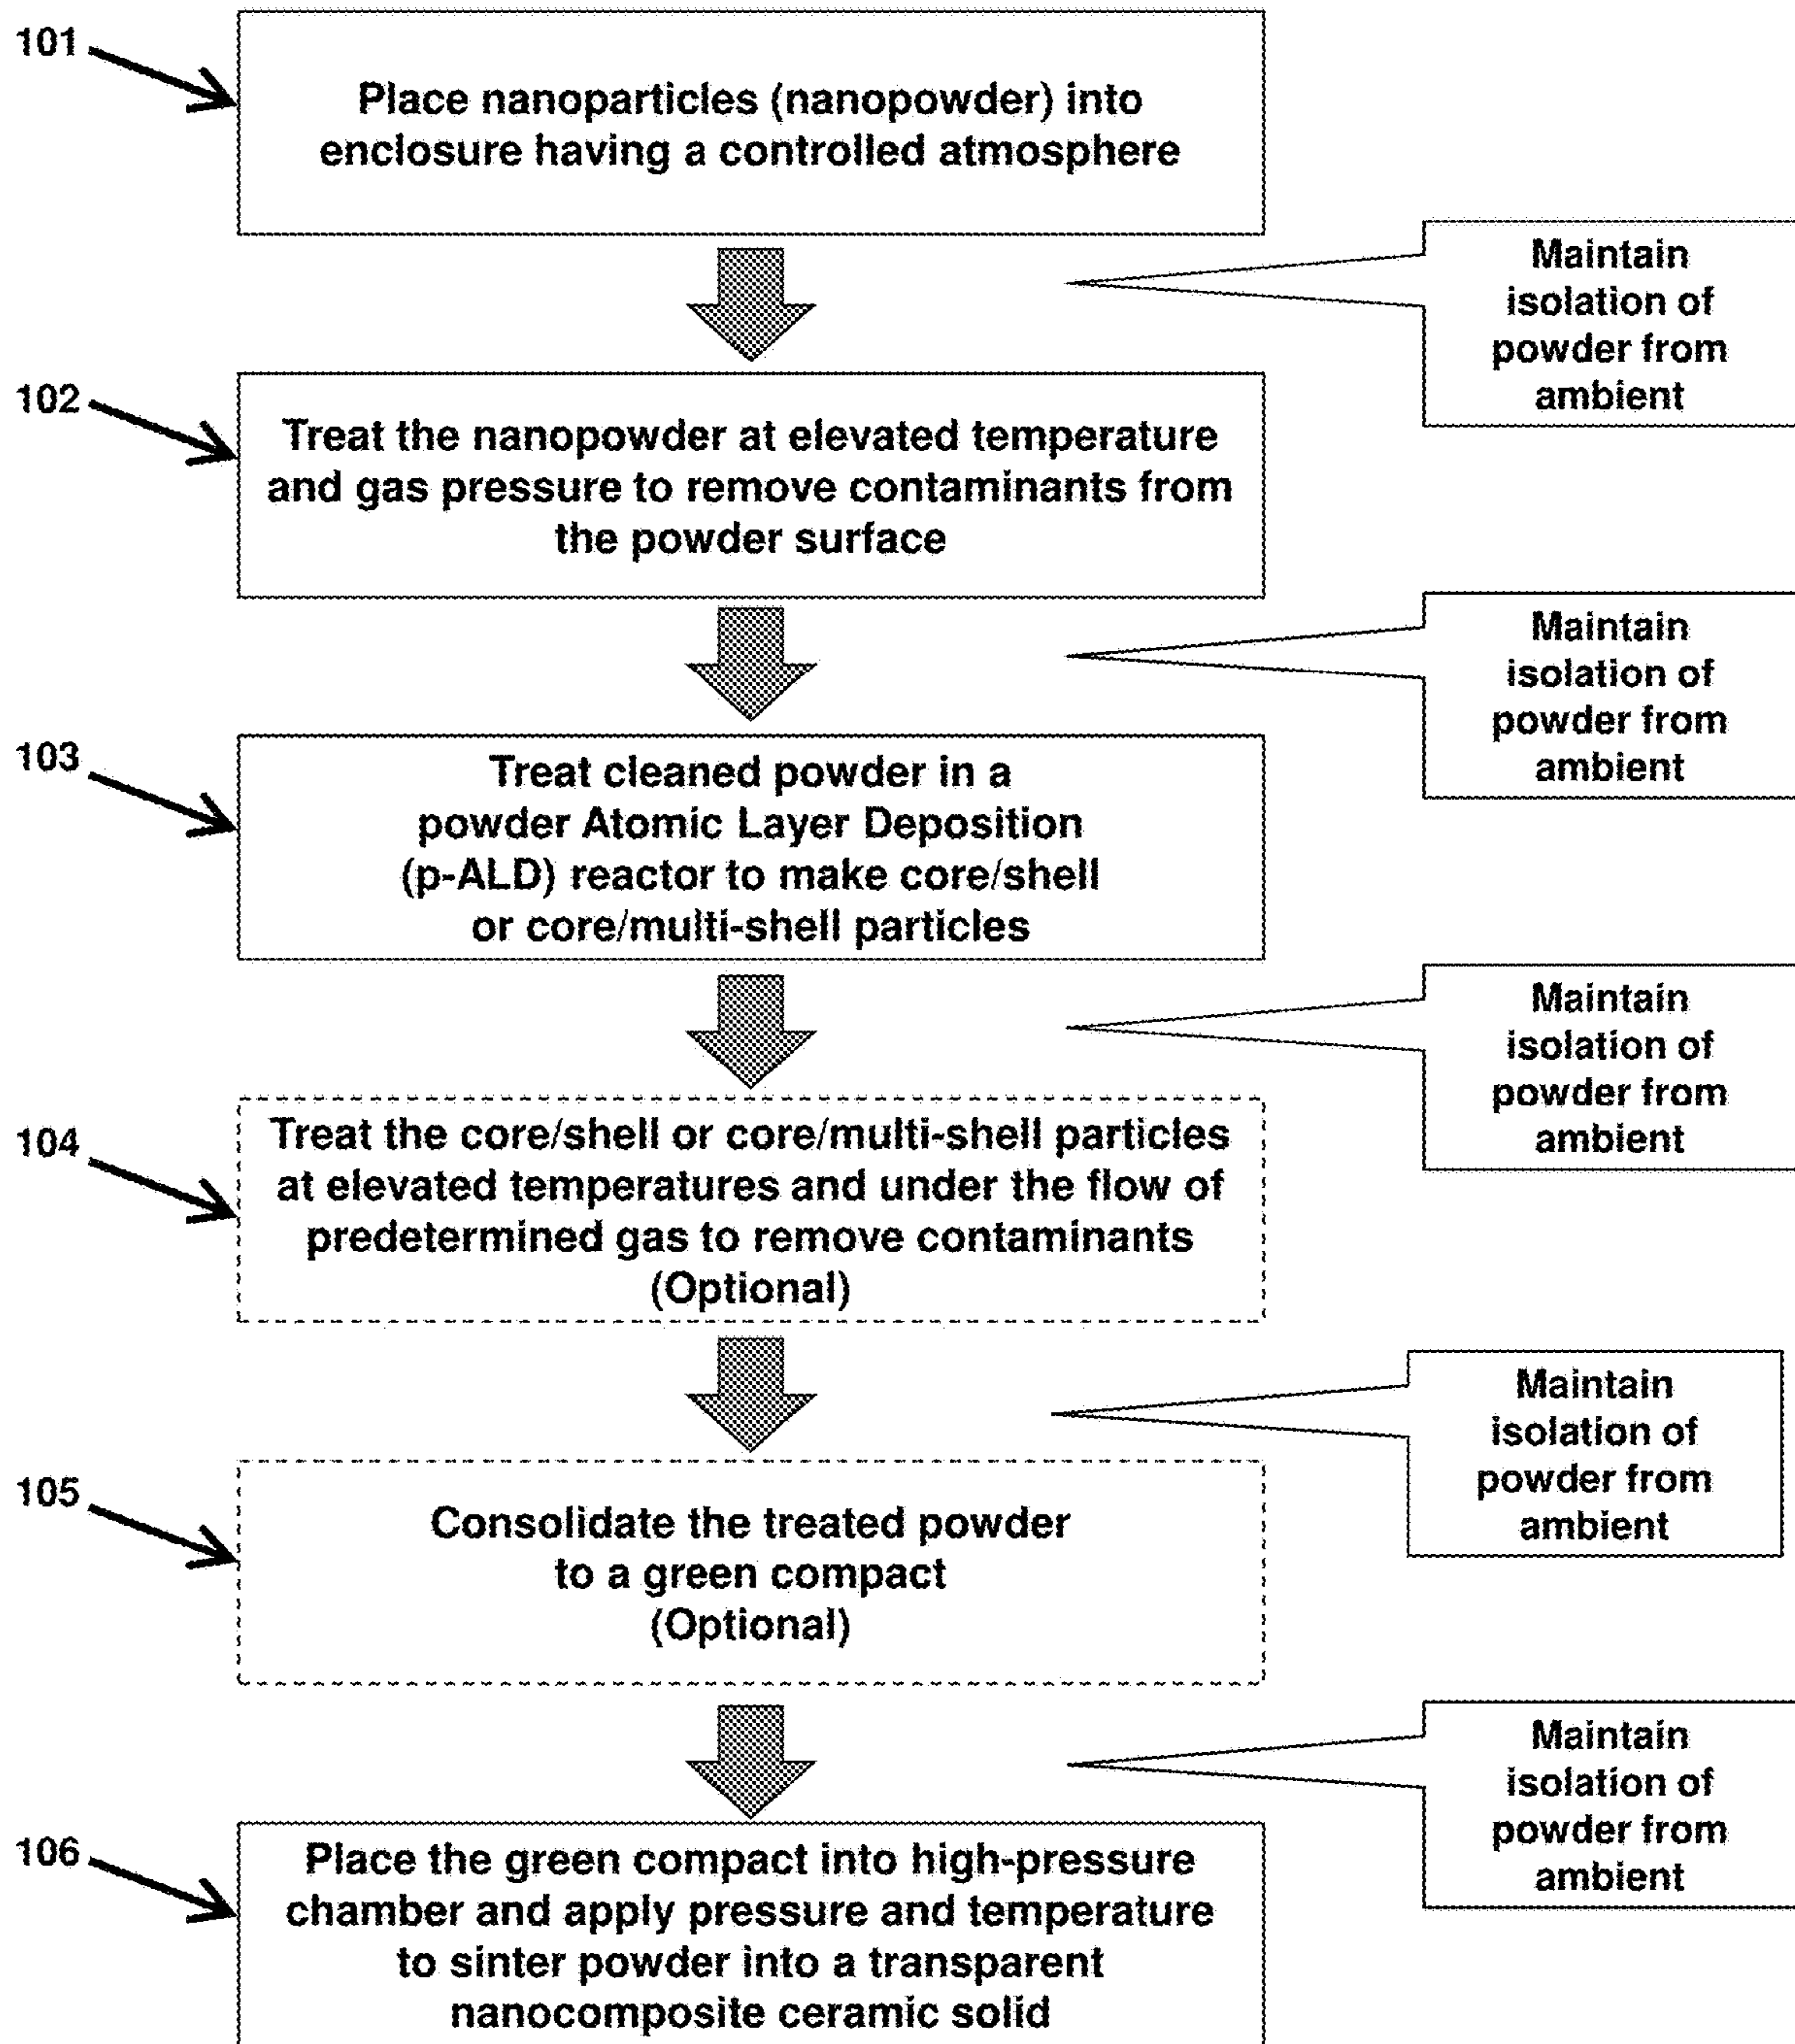 101
Place nanoparticles (nanopowder) into
enclosure having a controlled atmosphere
Maintain
isolation of
powder from
ambient
102
Treat the nanopowder at elevated temperature
and gas pressure to remove contaminants from
the powder surface
Maintain
isolation of
powder from
ambient
103
Treat cleaned powder in a
powder Atomic Layer Deposition
(p-ALD) reactor to make core/shell
or core/multi-shell particles
Maintain
isolation of
powder from
ambient
104
Treat the core/shell or core/multi-shell particles
at elevated temperatures and under the flow of
predetermined gas to remove contaminants
(Optional)
Maintain
isolation of
powder from
ambient
105
Consolidate the treated powder
to a green compact
(Optional)
Maintain
isolation of
powder from
ambient
106
Place the green compact into high-pressure
chamber and apply pressure and temperature
to sinter powder into a transparent
nanocomposite ceramic solid